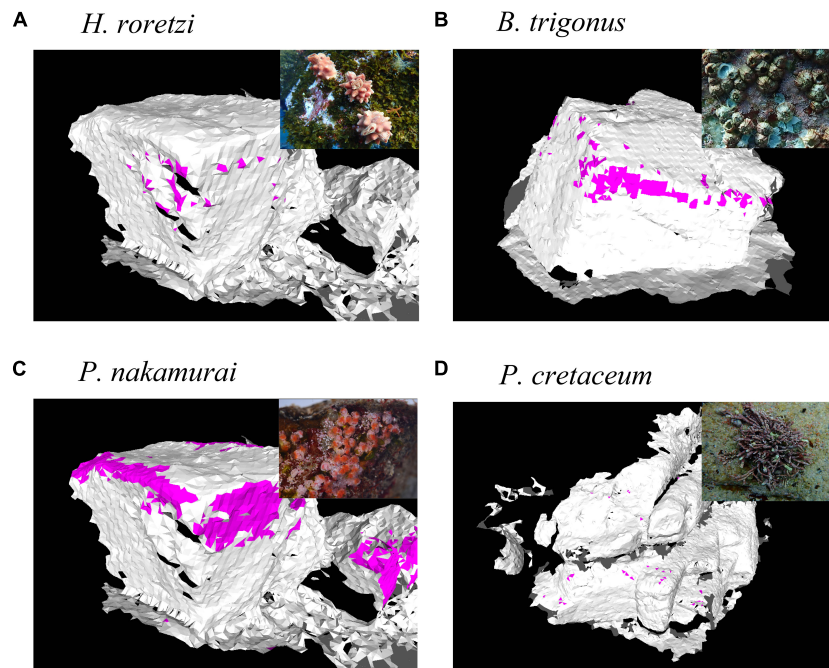 A H. roretzi
B B. trigonus
C P. nakamurai
D P. cretaceum